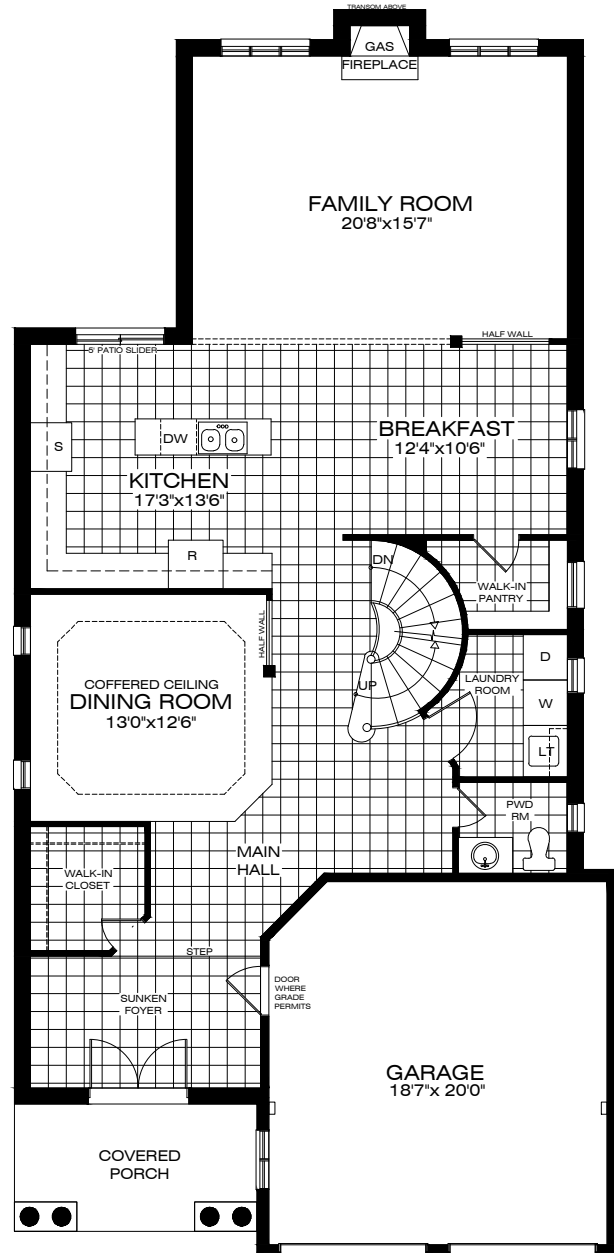 TRANSOM ABOVE
GAS
FIREPLACE
FAMILY ROOM
20'8"x15'7"
HALF WALL
5' PATIO SLIDER
S
DW
BREAKFAST
12'4"x10'6"
KITCHEN
17'3"x13'6"
R
DN
WALK-IN
PANTRY
HALF WALL
COFFERED CEILING
DINING ROOM
13'0"x12'6"
UP
LAUNDRY
ROOM
D
W
LT
PWD
RM
MAIN
HALL
WALK-IN
CLOSET
STEP
SUNKEN
FOYER
DOOR
WHERE
GRADE
PERMITS
GARAGE
18'7"x 20'0"
COVERED
PORCH